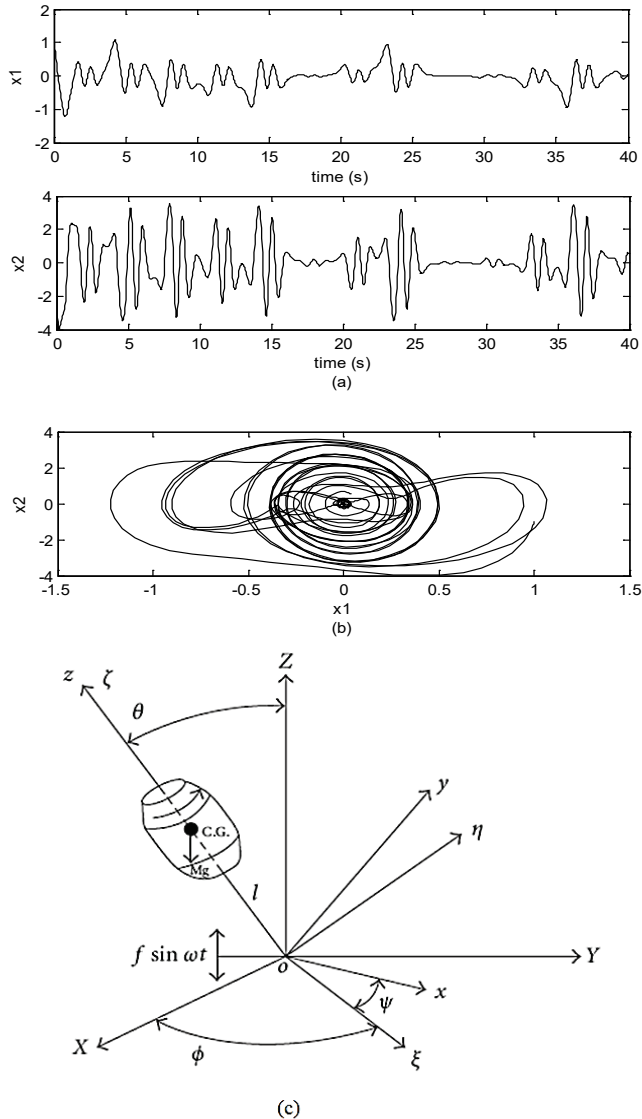 2
1
0
-1
-2
x1
0 5 10 15 20 25 30 35 40
time (s)
4
2
0
-2
-4
x2
0 5 10 15 20 25 30 35 40
time (s)
(a)
4
2
0
-2
-4
x2
-1.5 -1 -0.5 0 0.5 1 1.5
x1
(b)
z ζ Z
θ
y
η
C.G.
Mg
l
f sin ωt
o
Y
x
ψ
X
ϕ
ξ
(c)